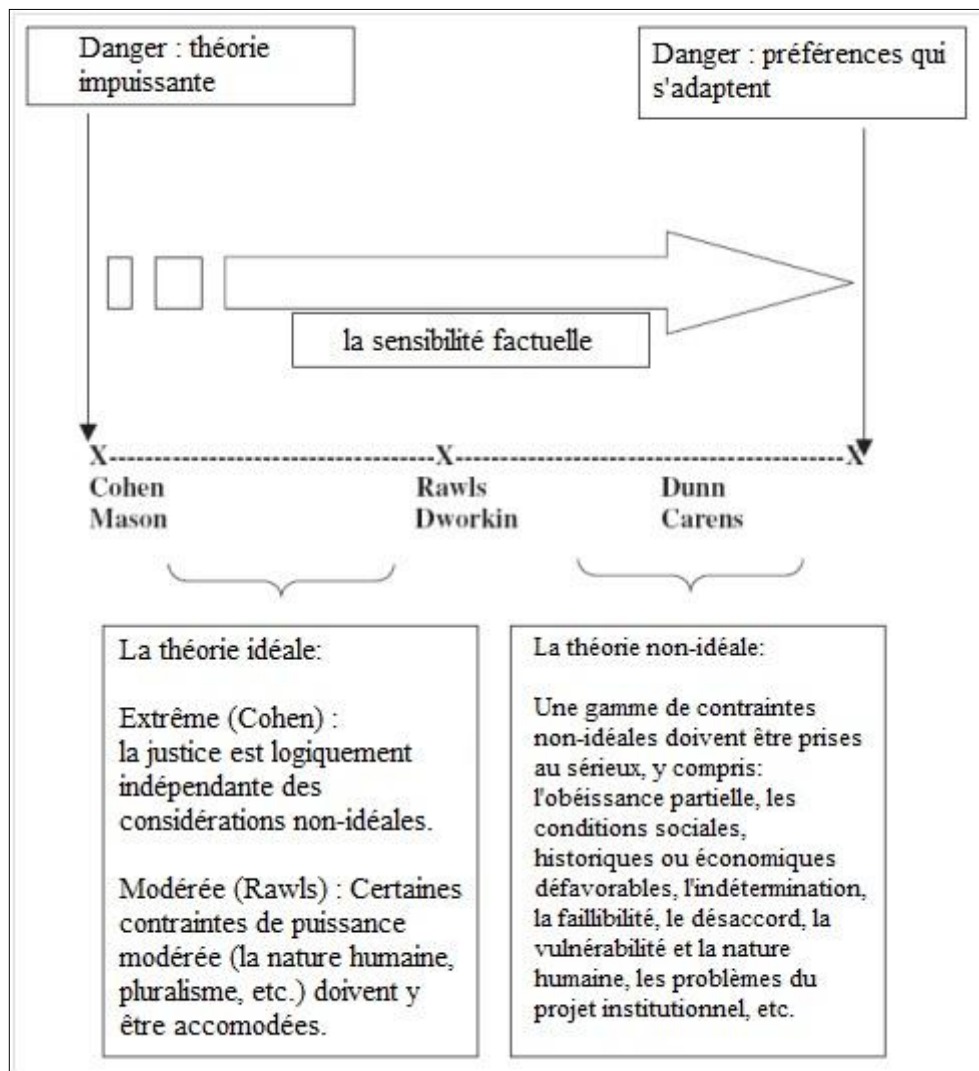 Danger : théorie
impuissante
Danger : préférences qui
s'adaptent
la sensibilité factuelle
X--------------------------------X-------------------------------------X
Cohen Rawls Dunn
Mason Dworkin Carens
La théorie idéale:
Extrême (Cohen) :
la justice est logiquement
indépendante des
considérations non-idéales.
Modérée (Rawls) : Certaines
contraintes de puissance
modérée (la nature humaine,
pluralisme, etc.) doivent y
être accomodées.
La théorie non-idéale:
Une gamme de contraintes
non-idéales doivent être prises
au sérieux, y compris:
l'obéissance partielle, les
conditions sociales,
historiques ou économiques
défavorables, l'indétermination,
la faillibilité, le désaccord, la
vulnérabilité et la nature
humaine, les problèmes du
projet institutionnel, etc.